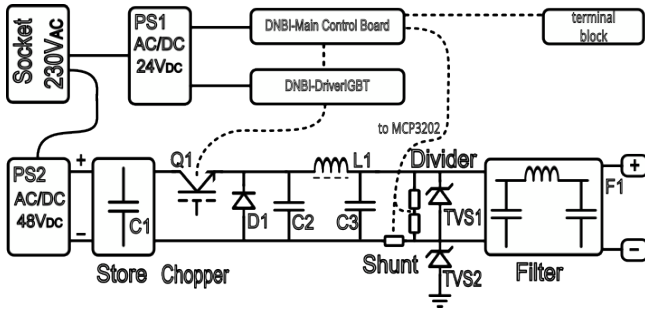 Socket
230VAC
PS1
AC/DC
24VDC
DNBI-Main Control Board
terminal
block
DNBI-DriverIGBT
to MCP3202
PS2
AC/DC
48VDC
+
−
C1
Store
Q1
Chopper
D1
C2
L1
C3
Divider
Shunt
TVS1
TVS2
Filter
F1
+
−